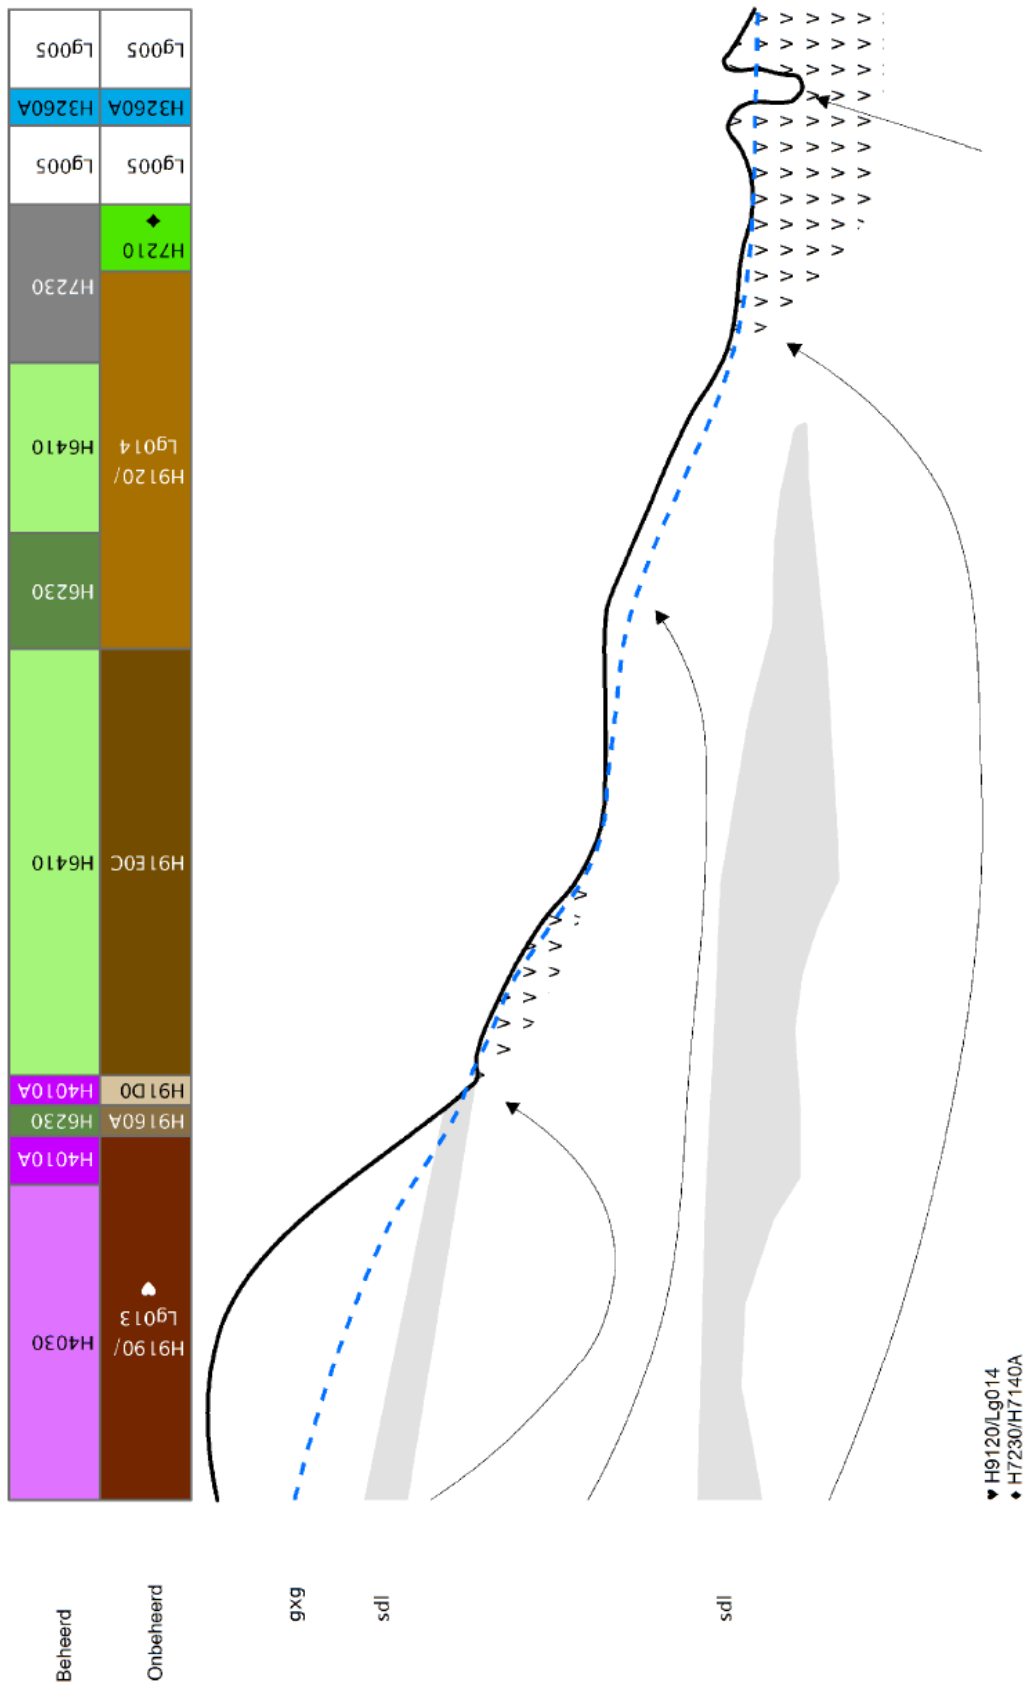 Beheerd
H4030
H4010A
H6230
H4010A
H6410
H6230
H6410
H7230
Lg005
H3260A
Lg005
Onbeheerd
H9190/
Lg013
♥
H9160A
H91D0
H91E0C
H9120/
Lg014
H7210
♦
Lg005
H3260A
Lg005
gxg
sdl
sdl
♥ H9120/Lg014
♦ H7230/H7140A